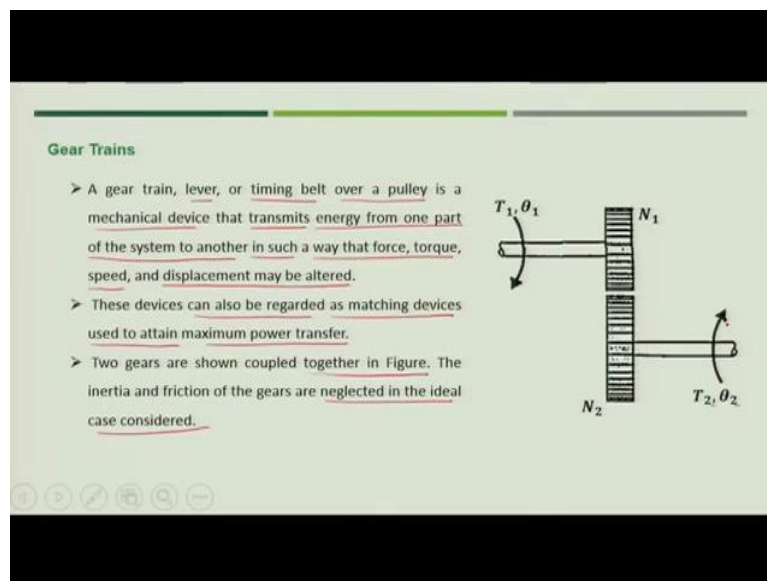 Gear Trains
➤ A gear train, lever, or timing belt over a pulley is a
mechanical device that transmits energy from one part
of the system to another in such a way that force, torque,
speed, and displacement may be altered.
➤ These devices can also be regarded as matching devices
used to attain maximum power transfer.
➤ Two gears are shown coupled together in Figure. The
inertia and friction of the gears are neglected in the ideal
case considered.
T₁, θ₁
N₁
N₂
T₂, θ₂